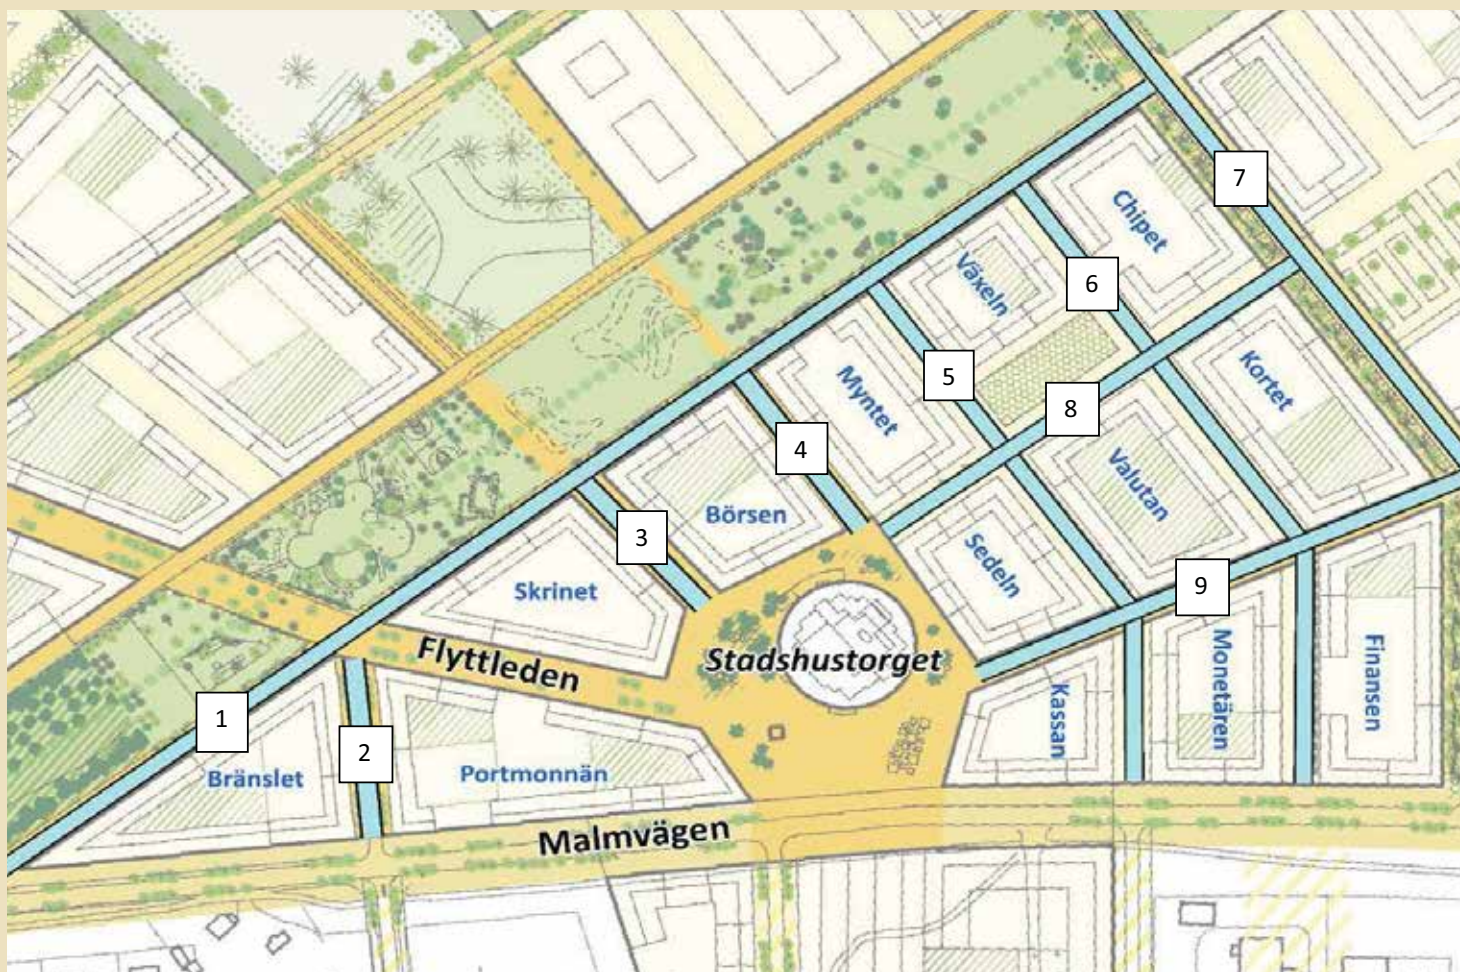 7
Chipet
Växeln
6
5
Myntet
8
Kortet
4
Valutan
Börsen
3
Sedeln
Skrinet
9
Flyttleden
Stadshustorget
Kassan
Monetären
Finansen
1
2
Bränslet
Portmonnän
Malmvägen